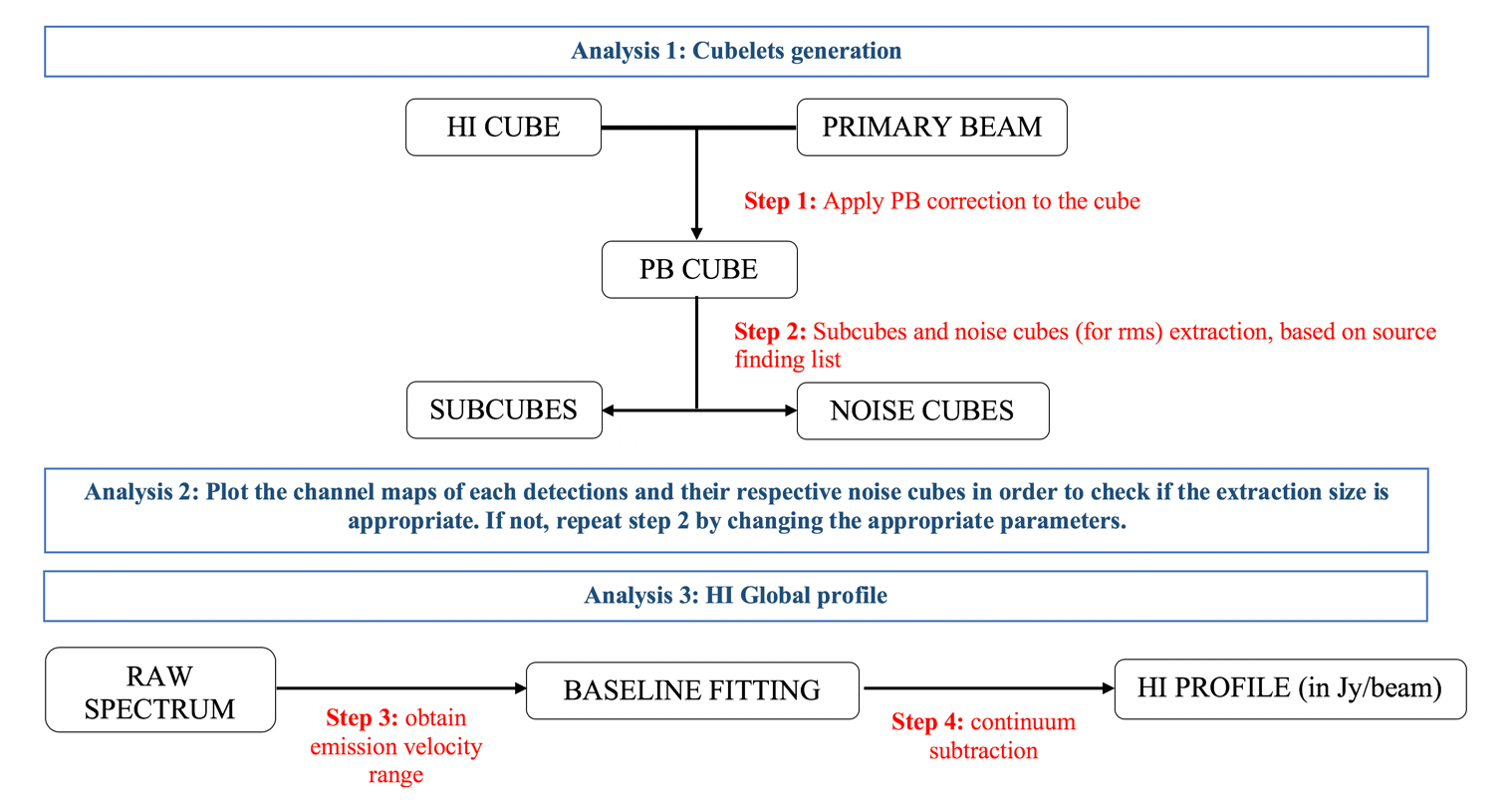 Analysis 1: Cubelets generation
HI CUBE
PRIMARY BEAM
Step 1: Apply PB correction to the cube
PB CUBE
Step 2: Subcubes and noise cubes (for rms) extraction, based on source
finding list
SUBCUBES
NOISE CUBES
Analysis 2: Plot the channel maps of each detections and their respective noise cubes in order to check if the extraction size is
appropriate. If not, repeat step 2 by changing the appropriate parameters.
Analysis 3: HI Global profile
RAW
SPECTRUM
Step 3: obtain
emission velocity
range
BASELINE FITTING
Step 4: continuum
subtraction
HI PROFILE (in Jy/beam)